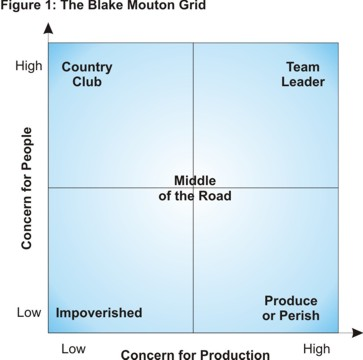 Figure 1: The Blake Mouton Grid
High
Country
Club
Team
Leader
Concern for People
Middle
of the Road
Low
Impoverished
Produce
or Perish
Low
High
Concern for Production